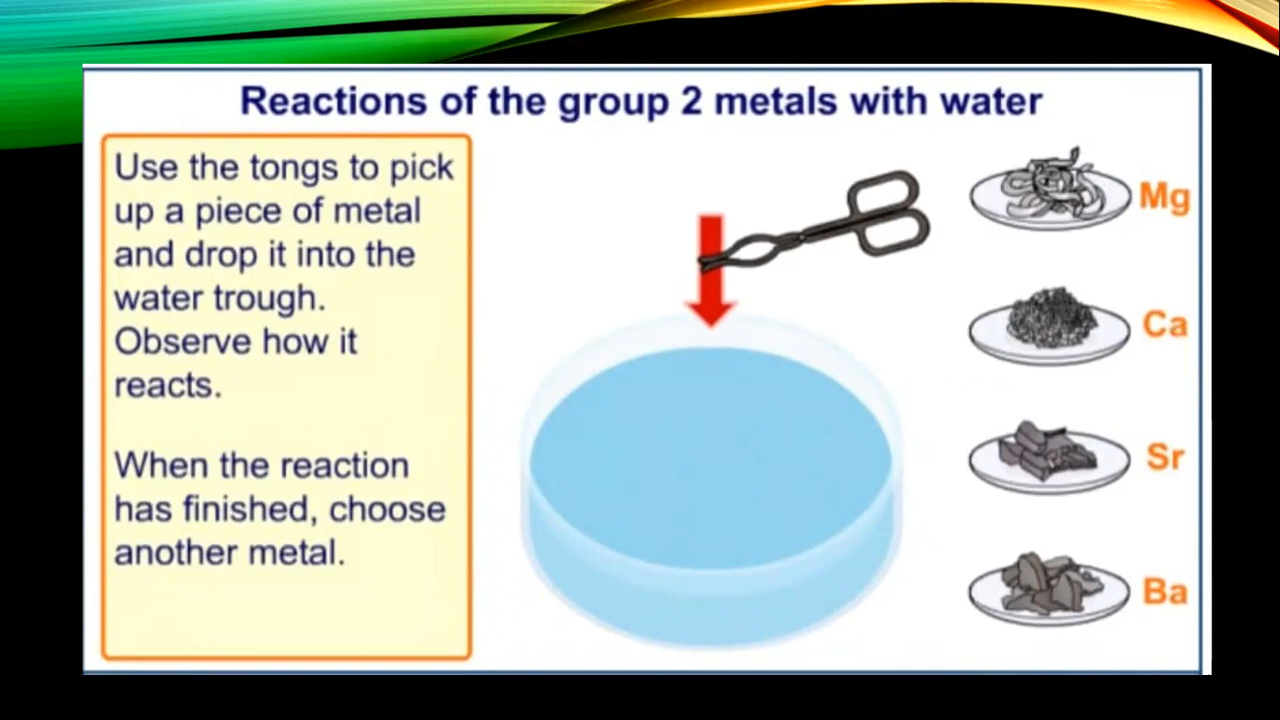 Reactions of the group 2 metals with water
Use the tongs to pick
up a piece of metal
and drop it into the
water trough.
Observe how it
reacts.
When the reaction
has finished, choose
another metal.
Mg
Ca
Sr
Ba